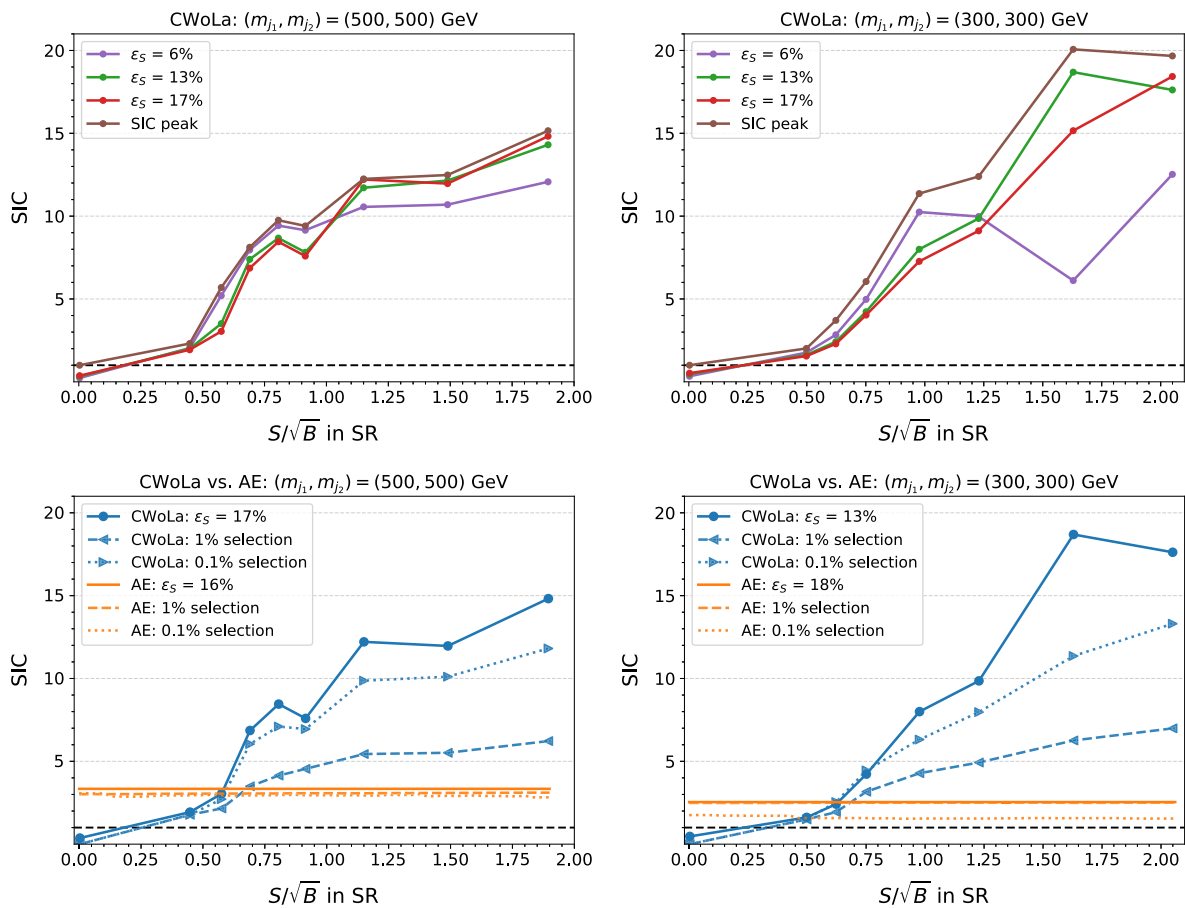 CWoLa: (m_{j_1}, m_{j_2}) = (500, 500) GeV
SIC
20
15
10
5
ε_S = 6%
ε_S = 13%
ε_S = 17%
SIC peak
0.00 0.25 0.50 0.75 1.00 1.25 1.50 1.75 2.00
S/√B in SR
CWoLa: (m_{j_1}, m_{j_2}) = (300, 300) GeV
SIC
20
15
10
5
ε_S = 6%
ε_S = 13%
ε_S = 17%
SIC peak
0.00 0.25 0.50 0.75 1.00 1.25 1.50 1.75 2.00
S/√B in SR
CWoLa vs. AE: (m_{j_1}, m_{j_2}) = (500, 500) GeV
SIC
20
15
10
5
CWoLa: ε_S = 17%
CWoLa: 1% selection
CWoLa: 0.1% selection
AE: ε_S = 16%
AE: 1% selection
AE: 0.1% selection
0.00 0.25 0.50 0.75 1.00 1.25 1.50 1.75 2.00
S/√B in SR
CWoLa vs. AE: (m_{j_1}, m_{j_2}) = (300, 300) GeV
SIC
20
15
10
5
CWoLa: ε_S = 13%
CWoLa: 1% selection
CWoLa: 0.1% selection
AE: ε_S = 18%
AE: 1% selection
AE: 0.1% selection
0.00 0.25 0.50 0.75 1.00 1.25 1.50 1.75 2.00
S/√B in SR